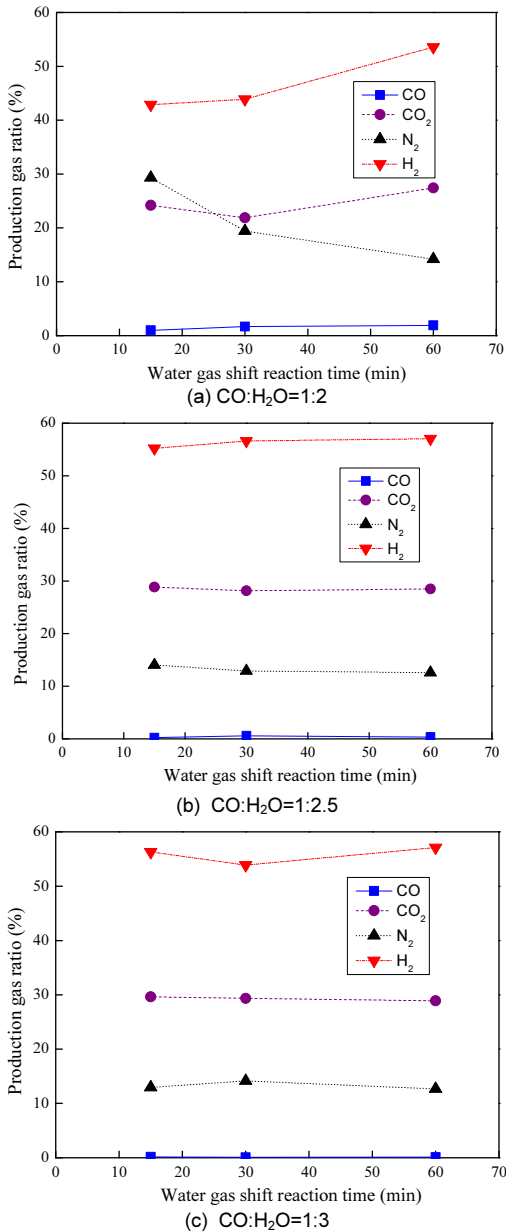 60
50
40
30
20
10
0
Production gas ratio (%)
CO
CO₂
N₂
H₂
0 10 20 30 40 50 60 70
Water gas shift reaction time (min)
(a) CO:H₂O=1:2
60
50
40
30
20
10
0
Production gas ratio (%)
CO
CO₂
N₂
H₂
0 10 20 30 40 50 60 70
Water gas shift reaction time (min)
(b) CO:H₂O=1:2.5
60
50
40
30
20
10
0
Production gas ratio (%)
CO
CO₂
N₂
H₂
0 10 20 30 40 50 60 70
Water gas shift reaction time (min)
(c) CO:H₂O=1:3